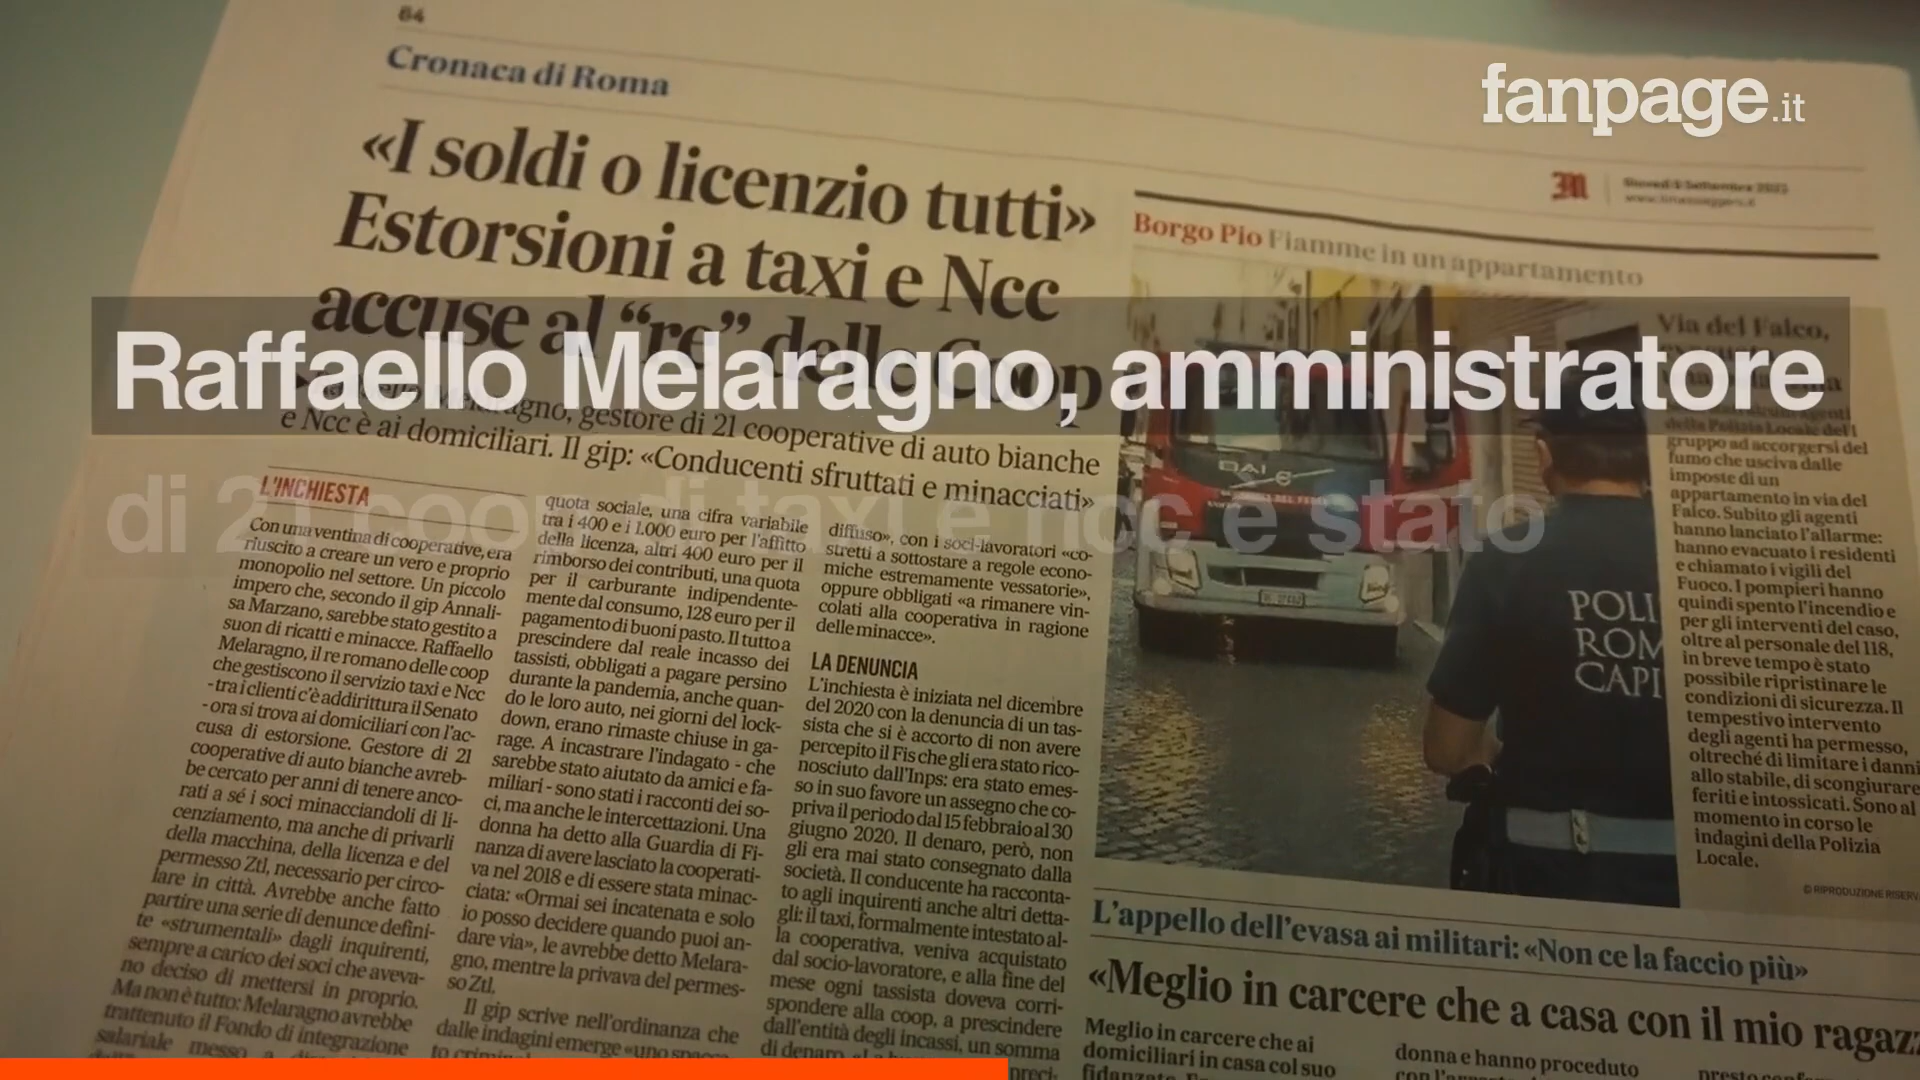 64
Cronaca di Roma
fanpage.it
«I soldi o licenzio tutti»
Estorsioni a taxi e Ncc
accuse al “re” delle Coop
Raffaello Melaragno, amministratore
di 21 coop di taxi e ncc è stato
Melaragno, gestore di 21 cooperative di auto bianche
e Ncc è ai domiciliari. Il gip: «Conducenti sfruttati e minacciati»
L'INCHIESTA
Con una ventina di cooperative, era
riuscito a creare un vero e proprio
monopolio nel settore. Un piccolo
impero che, secondo il gip Annali-
sa Marzano, sarebbe stato gestito a
suon di ricatti e minacce. Raffaello
Melaragno, il re romano delle coop
che gestiscono il servizio taxi e Ncc
- tra i clienti c'è addirittura il Senato
- ora si trova ai domiciliari con l'ac-
cusa di estorsione. Gestore di 21
cooperative di auto bianche avreb-
be cercato per anni di tenere anco-
rati a sé i soci minacciandoli di li-
cenziamento, ma anche di privarli
della macchina, della licenza e del
permesso Ztl, necessario per circo-
lare in città. Avrebbe anche fatto
partire una serie di denunce defini-
te «strumentali» dagli inquirenti,
sempre a carico dei soci che aveva-
no deciso di mettersi in proprio.
Ma non è tutto: Melaragno avrebbe
trattenuto il Fondo di integrazione
salariale messo a
quota sociale, una cifra variabile
tra i 400 e i 1.000 euro per l'affitto
della licenza, altri 400 euro per il
rimborso dei contributi, una quota
per il carburante indipendente-
mente dal consumo, 128 euro per il
pagamento di buoni pasto. Il tutto a
prescindere dal reale incasso dei
tassisti, obbligati a pagare persino
durante la pandemia, anche quan-
do le loro auto, nei giorni del lock-
down, erano rimaste chiuse in ga-
rage. A incastrare l'indagato - che
sarebbe stato aiutato da amici e fa-
miliari - sono stati i racconti dei so-
ci, ma anche le intercettazioni. Una
donna ha detto alla Guardia di Fi-
nanza di avere lasciato la cooperati-
va nel 2018 e di essere stata minac-
ciata: «Ormai sei incatenata e solo
io posso decidere quando puoi an-
dare via», le avrebbe detto Melara-
gno, mentre la privava del permes-
so Ztl.
Il gip scrive nell'ordinanza che
dalle indagini emerge «uno
diffuso», con i soci-lavoratori «co-
stretti a sottostare a regole econo-
miche estremamente vessatorie»,
oppure obbligati «a rimanere vin-
colati alla cooperativa in ragione
delle minacce».
LA DENUNCIA
L'inchiesta è iniziata nel dicembre
del 2020 con la denuncia di un tas-
sista che si è accorto di non avere
percepito il Fis che gli era stato rico-
nosciuto dall'Inps: era stato emes-
so in suo favore un assegno che co-
priva il periodo dal 15 febbraio al 30
giugno 2020. Il denaro, però, non
gli era mai stato consegnato dalla
società. Il conducente ha racconta-
to agli inquirenti anche altri detta-
gli: il taxi, formalmente intestato al-
la cooperativa, veniva acquistato
dal socio-lavoratore, e alla fine del
mese ogni tassista doveva corri-
spondere alla coop, a prescindere
dall'entità degli incassi, un somma
di denaro
preci-
Borgo Pio Fiamme in un appartamento
Via del Falco,
della Polizia Locale del I
gruppo ad accorgersi del
fumo che usciva dalle
imposte di un
appartamento in via del
Falco. Subito gli agenti
hanno lanciato l'allarme:
hanno evacuato i residenti
e chiamato i vigili del
Fuoco. I pompieri hanno
quindi spento l'incendio e
per gli interventi del caso,
oltre al personale del 118,
in breve tempo è stato
possibile ripristinare le
condizioni di sicurezza. Il
tempestivo intervento
degli agenti ha permesso,
oltreché di limitare i danni
allo stabile, di scongiurare
feriti e intossicati. Sono al
momento in corso le
indagini della Polizia
Locale.
© RIPRODUZIONE RISERV
POLI
ROM
CAPI
L'appello dell'evasa ai militari: «Non ce la faccio più»
«Meglio in carcere che a casa con il mio ragazz
Meglio in carcere che ai
domiciliari in casa col suo
donna e hanno proceduto